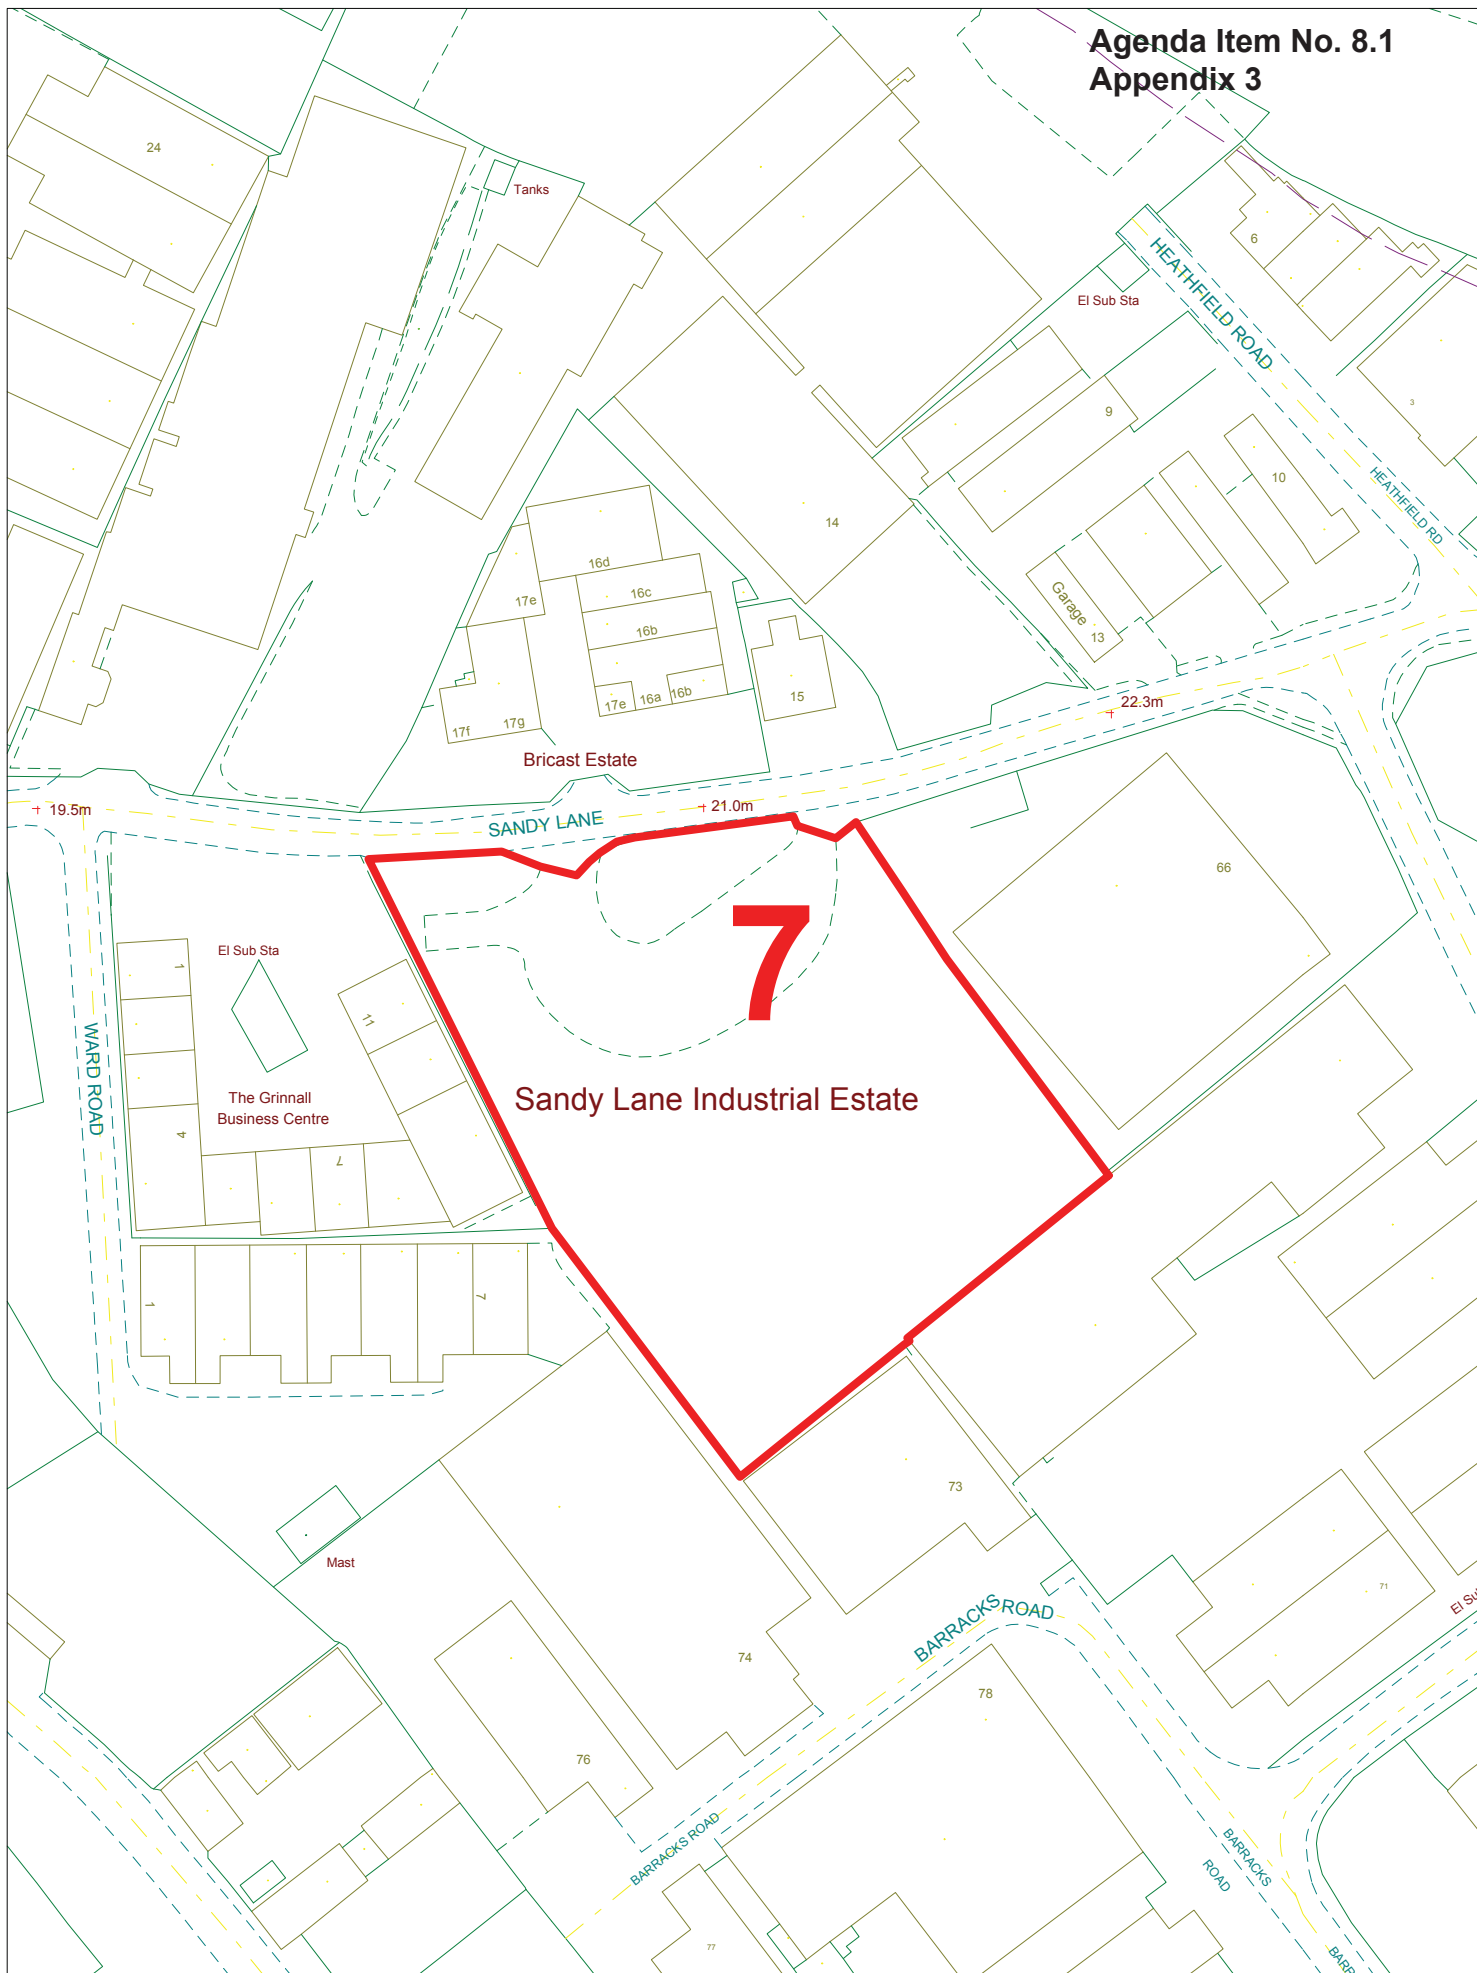 Agenda Item No. 8.1
Appendix 3
24
Tanks
6
HEATHFIELD ROAD
El Sub Sta
9
3
10
HEATHFIELD RD
14
16d
16c
17e
16b
Garage
13
17e
16a
16b
15
17f
17g
22.3m
Bricast Estate
19.5m
21.0m
SANDY LANE
66
7
El Sub Sta
1
11
WARD ROAD
Sandy Lane Industrial Estate
The Grinnall
Business Centre
4
7
1
7
73
Mast
71
El Su
BARRACKS ROAD
74
78
76
BARRACKS ROAD
BARRACKS
ROAD
77
BARR